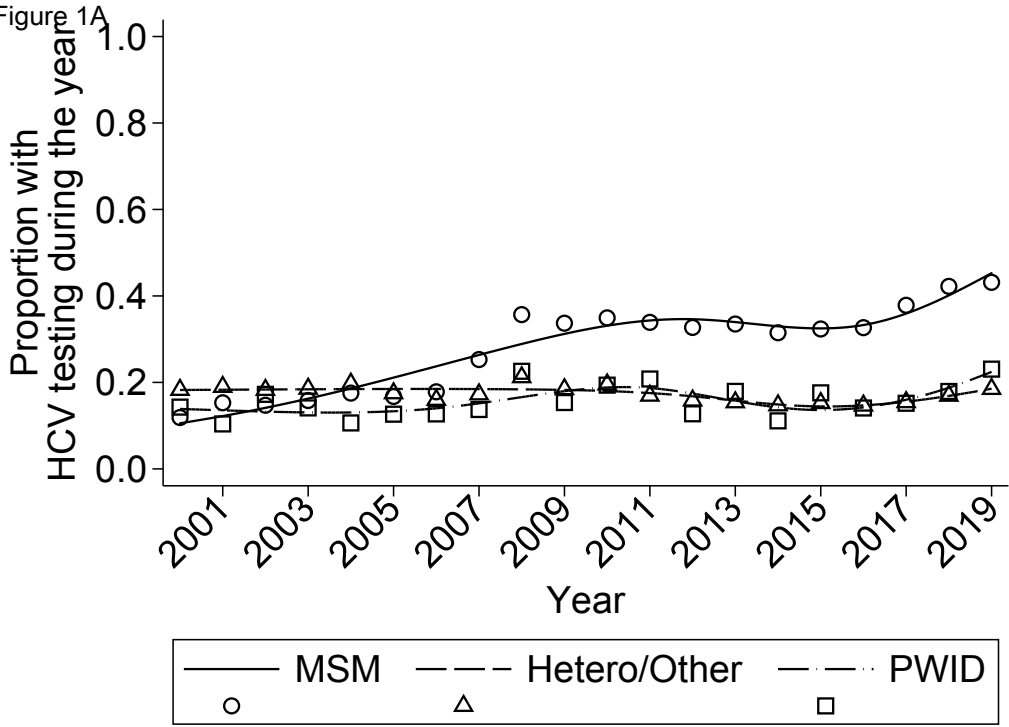 Figure 1A
Proportion with
HCV testing during the year
1.0
0.8
0.6
0.4
0.2
0.0
2001
2003
2005
2007
2009
2011
2013
2015
2017
2019
Year
MSM
Hetero/Other
PWID